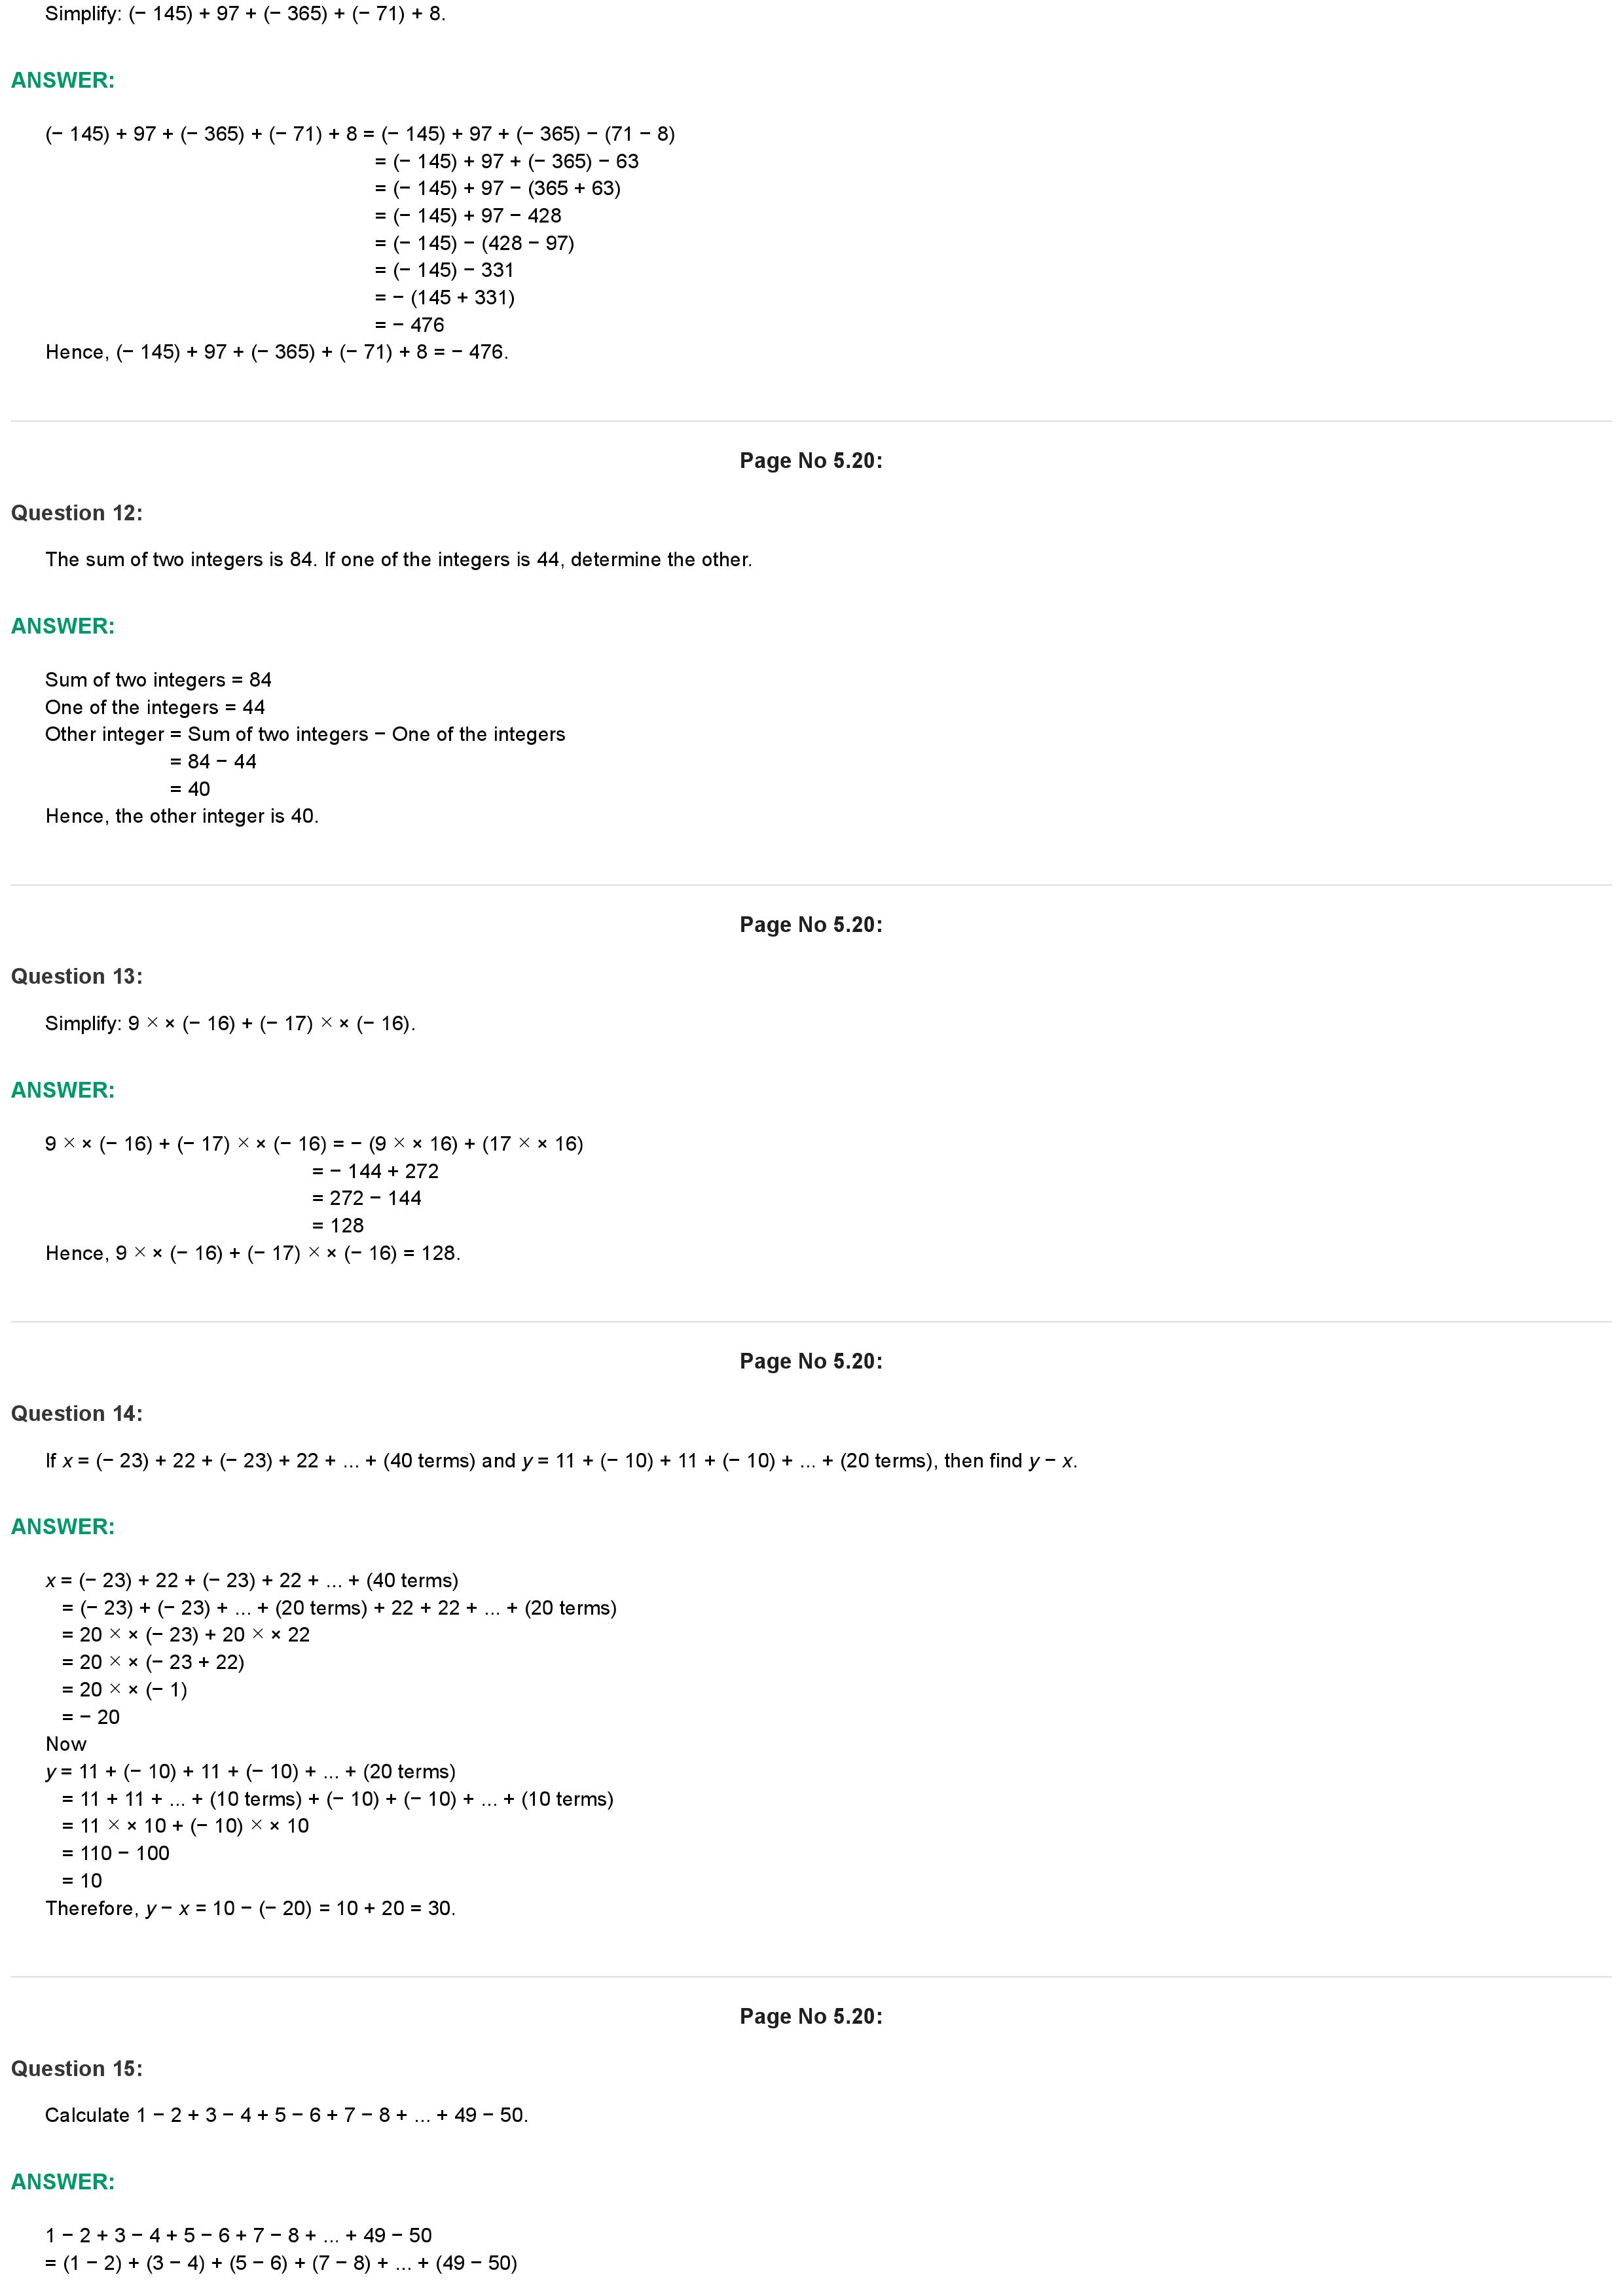 Simplify: (− 145) + 97 + (− 365) + (− 71) + 8.
ANSWER:
(− 145) + 97 + (− 365) + (− 71) + 8 = (− 145) + 97 + (− 365) − (71 − 8)
= (− 145) + 97 + (− 365) − 63
= (− 145) + 97 − (365 + 63)
= (− 145) + 97 − 428
= (− 145) − (428 − 97)
= (− 145) − 331
= − (145 + 331)
= − 476
Hence, (− 145) + 97 + (− 365) + (− 71) + 8 = − 476.
Page No 5.20:
Question 12:
The sum of two integers is 84. If one of the integers is 44, determine the other.
ANSWER:
Sum of two integers = 84
One of the integers = 44
Other integer = Sum of two integers − One of the integers
= 84 − 44
= 40
Hence, the other integer is 40.
Page No 5.20:
Question 13:
Simplify: 9 × × (− 16) + (− 17) × × (− 16).
ANSWER:
9 × × (− 16) + (− 17) × × (− 16) = − (9 × × 16) + (17 × × 16)
= − 144 + 272
= 272 − 144
= 128
Hence, 9 × × (− 16) + (− 17) × × (− 16) = 128.
Page No 5.20:
Question 14:
If x = (− 23) + 22 + (− 23) + 22 + ... + (40 terms) and y = 11 + (− 10) + 11 + (− 10) + ... + (20 terms), then find y − x.
ANSWER:
x = (− 23) + 22 + (− 23) + 22 + ... + (40 terms)
= (− 23) + (− 23) + ... + (20 terms) + 22 + 22 + ... + (20 terms)
= 20 × × (− 23) + 20 × × 22
= 20 × × (− 23 + 22)
= 20 × × (− 1)
= − 20
Now
y = 11 + (− 10) + 11 + (− 10) + ... + (20 terms)
= 11 + 11 + ... + (10 terms) + (− 10) + (− 10) + ... + (10 terms)
= 11 × × 10 + (− 10) × × 10
= 110 − 100
= 10
Therefore, y − x = 10 − (− 20) = 10 + 20 = 30.
Page No 5.20:
Question 15:
Calculate 1 − 2 + 3 − 4 + 5 − 6 + 7 − 8 + ... + 49 − 50.
ANSWER:
1 − 2 + 3 − 4 + 5 − 6 + 7 − 8 + ... + 49 − 50
= (1 − 2) + (3 − 4) + (5 − 6) + (7 − 8) + ... + (49 − 50)